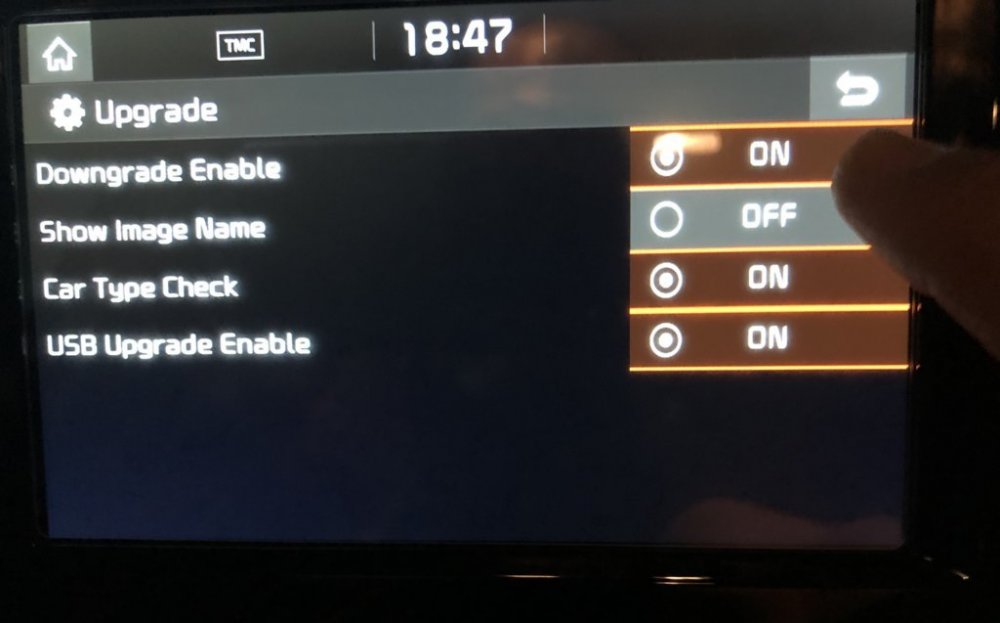 TMC 18:47
Upgrade
Downgrade Enable ON
Show Image Name OFF
Car Type Check ON
USB Upgrade Enable ON